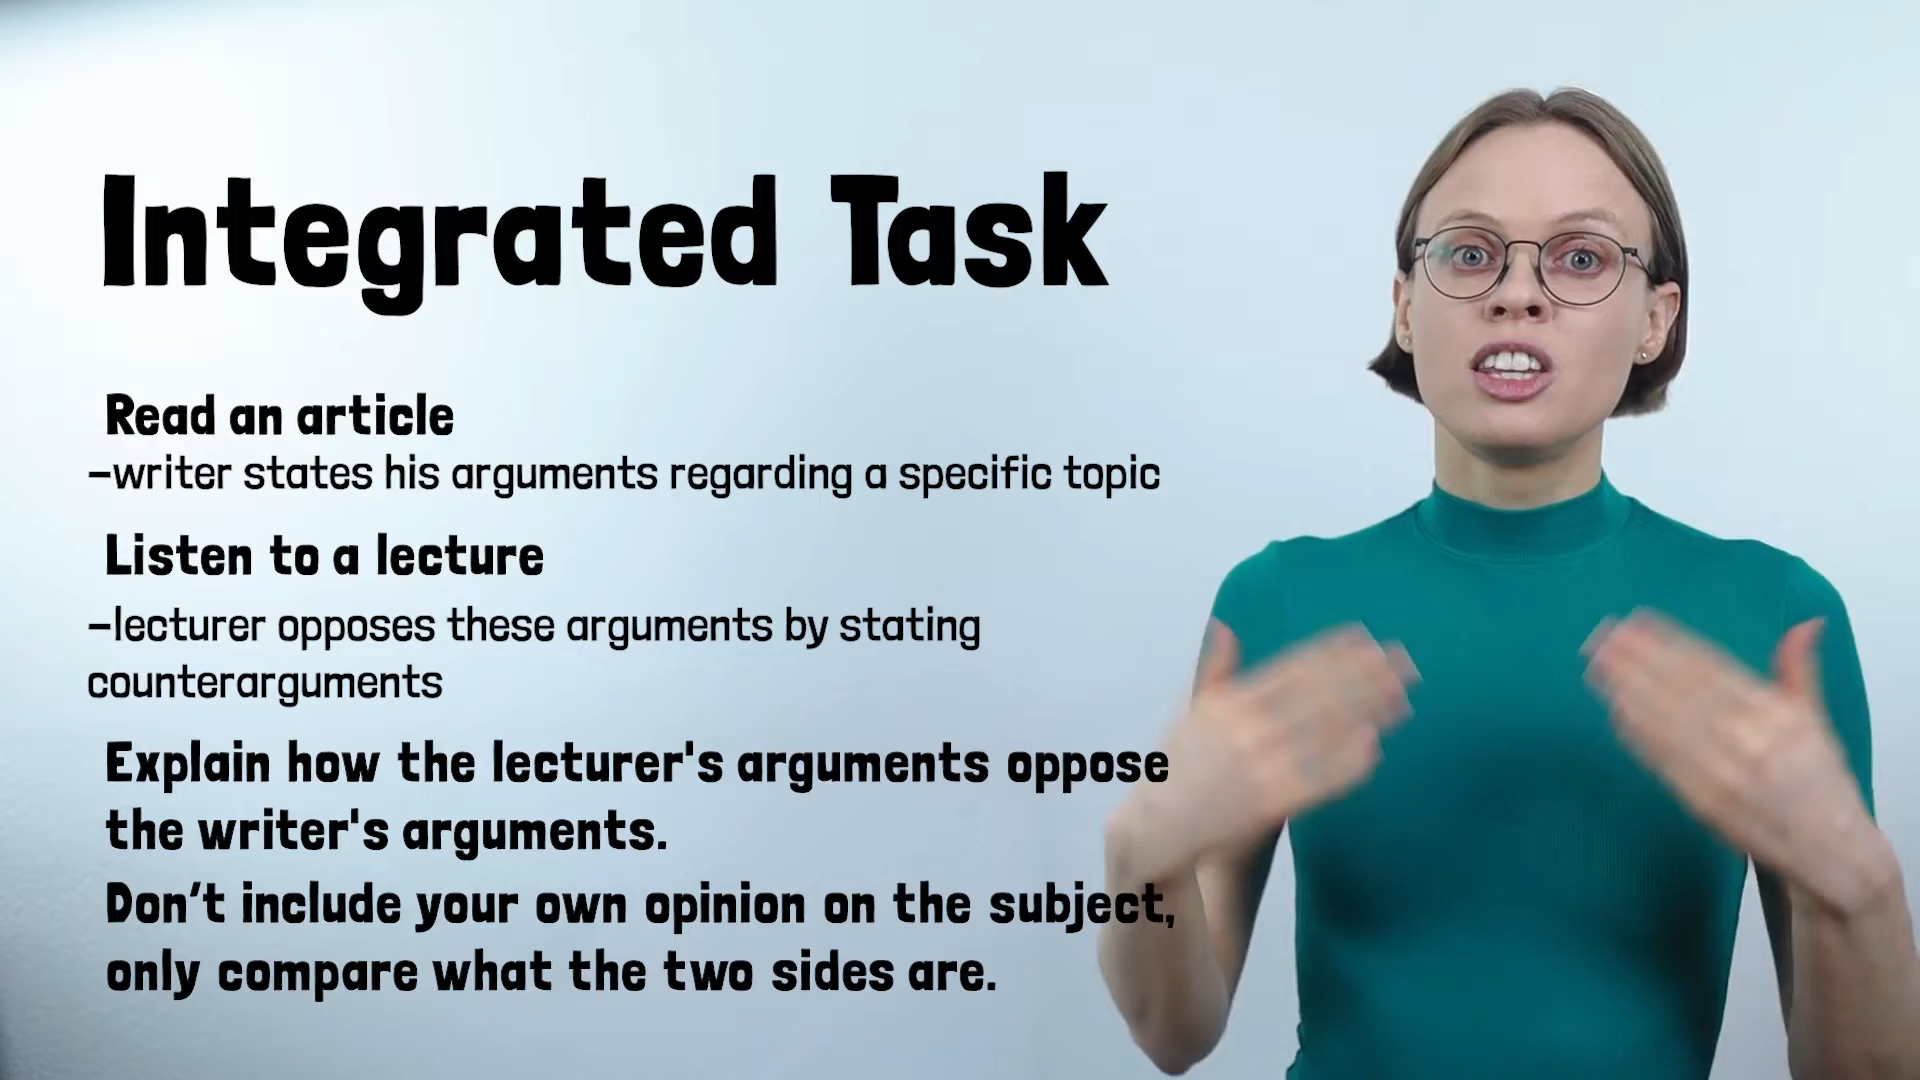 Integrated Task
Read an article
–writer states his arguments regarding a specific topic
Listen to a lecture
–lecturer opposes these arguments by stating
counterarguments
Explain how the lecturer's arguments oppose
the writer's arguments.
Don’t include your own opinion on the subject,
only compare what the two sides are.